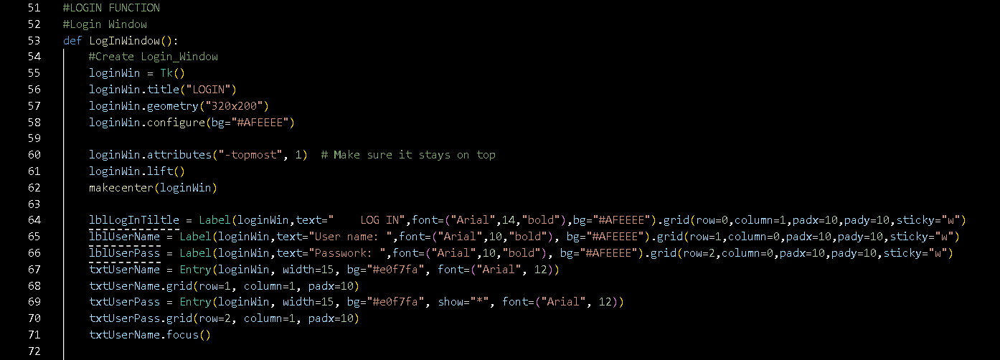 51 #LOGIN FUNCTION
52 #Login Window
53 def LogInWindow():
54     #Create Login_Window
55     loginWin = Tk()
56     loginWin.title("LOGIN")
57     loginWin.geometry("320x200")
58     loginWin.configure(bg="#AFEEEE")
59
60     loginWin.attributes("-topmost", 1)  # Make sure it stays on top
61     loginWin.lift()
62     makecenter(loginWin)
63
64     lblLogInTiltle = Label(loginWin,text="    LOG IN",font=("Arial",14,"bold"),bg="#AFEEEE").grid(row=0,column=1,padx=10,pady=10,sticky="w")
65     lblUserName = Label(loginWin,text="User name: ",font=("Arial",10,"bold"), bg="#AFEEEE").grid(row=1,column=0,padx=10,pady=10,sticky="w")
66     lblUserPass = Label(loginWin,text="Passwork: ",font=("Arial",10,"bold"), bg="#AFEEEE").grid(row=2,column=0,padx=10,pady=10,sticky="w")
67     txtUserName = Entry(loginWin, width=15, bg="#e0f7fa", font=("Arial", 12))
68     txtUserName.grid(row=1, column=1, padx=10)
69     txtUserPass = Entry(loginWin, width=15, bg="#e0f7fa", show="*", font=("Arial", 12))
70     txtUserPass.grid(row=2, column=1, padx=10)
71     txtUserName.focus()
72